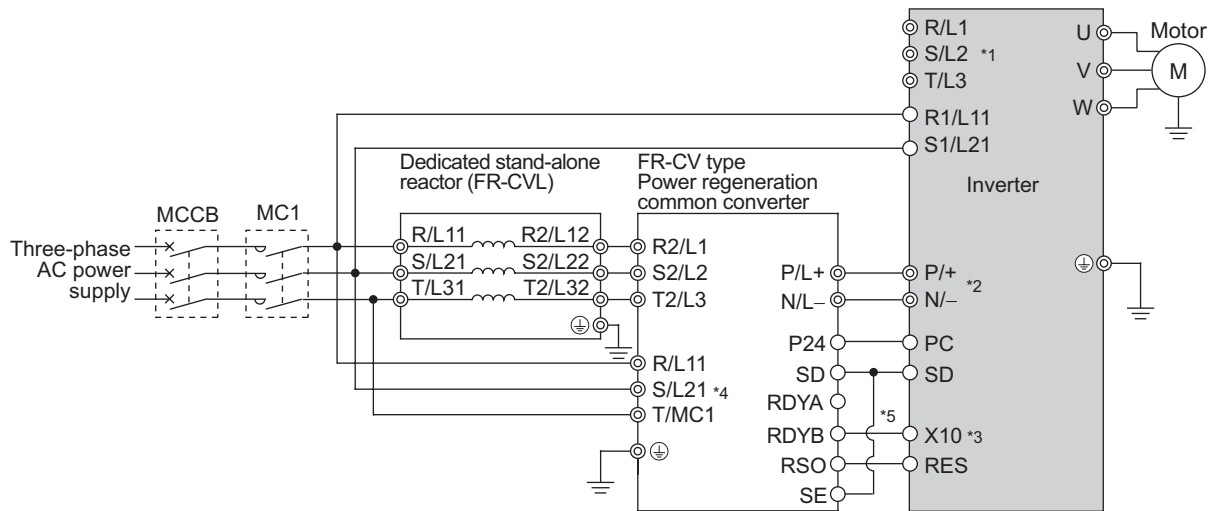 R/L1
S/L2 *1
T/L3
R1/L11
S1/L21
U
V
W
Motor
M
Inverter
Dedicated stand-alone
reactor (FR-CVL)
FR-CV type
Power regeneration
common converter
MCCB
MC1
Three-phase
AC power
supply
R/L11 R2/L12
S/L21 S2/L22
T/L31 T2/L32
R2/L1
S2/L2
T2/L3
P/L+
N/L−
P/+
*2
N/−
P24
PC
SD
SD
R/L11
S/L21 *4
T/MC1
RDYA
*5
RDYB
X10 *3
RSO
RES
SE